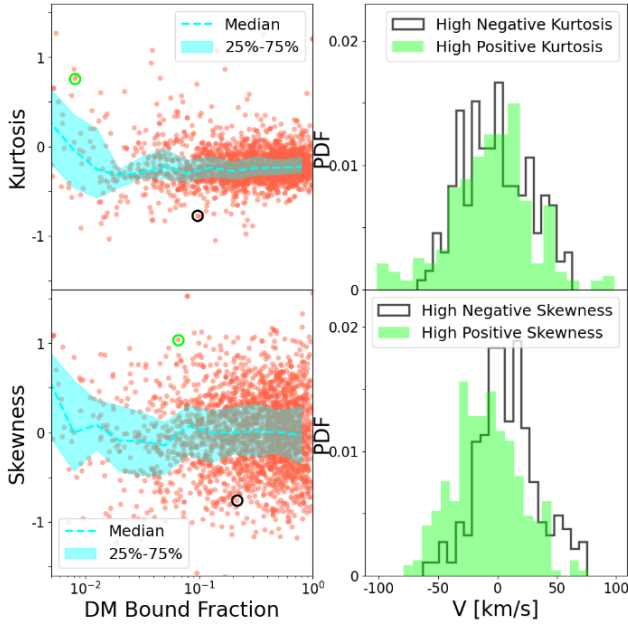 Median
25%-75%
1
0
-1
Kurtosis
High Negative Kurtosis
High Positive Kurtosis
0.02
0.01
0
PDF
Median
25%-75%
1
0
-1
Skewness
10⁻²
10⁻¹
10⁰
DM Bound Fraction
High Negative Skewness
High Positive Skewness
0.02
0.01
0
PDF
-100
-50
0
50
100
V [km/s]